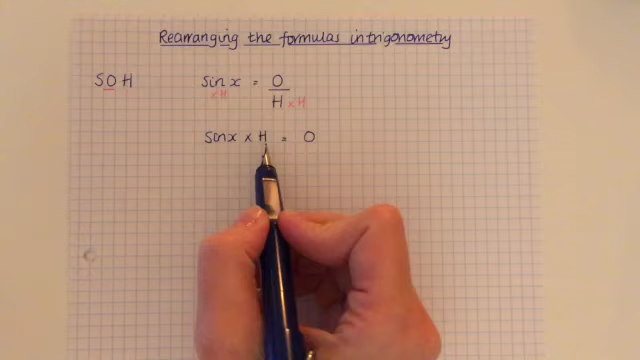 Rearranging the formulas in trigonometry
SOH
sin x = O
H
×H
×H
sin x × H = O